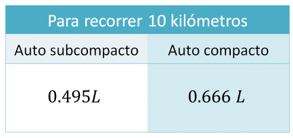 Para recorrer 10 kilómetros
Auto subcompacto Auto compacto
0.495L 0.666 L